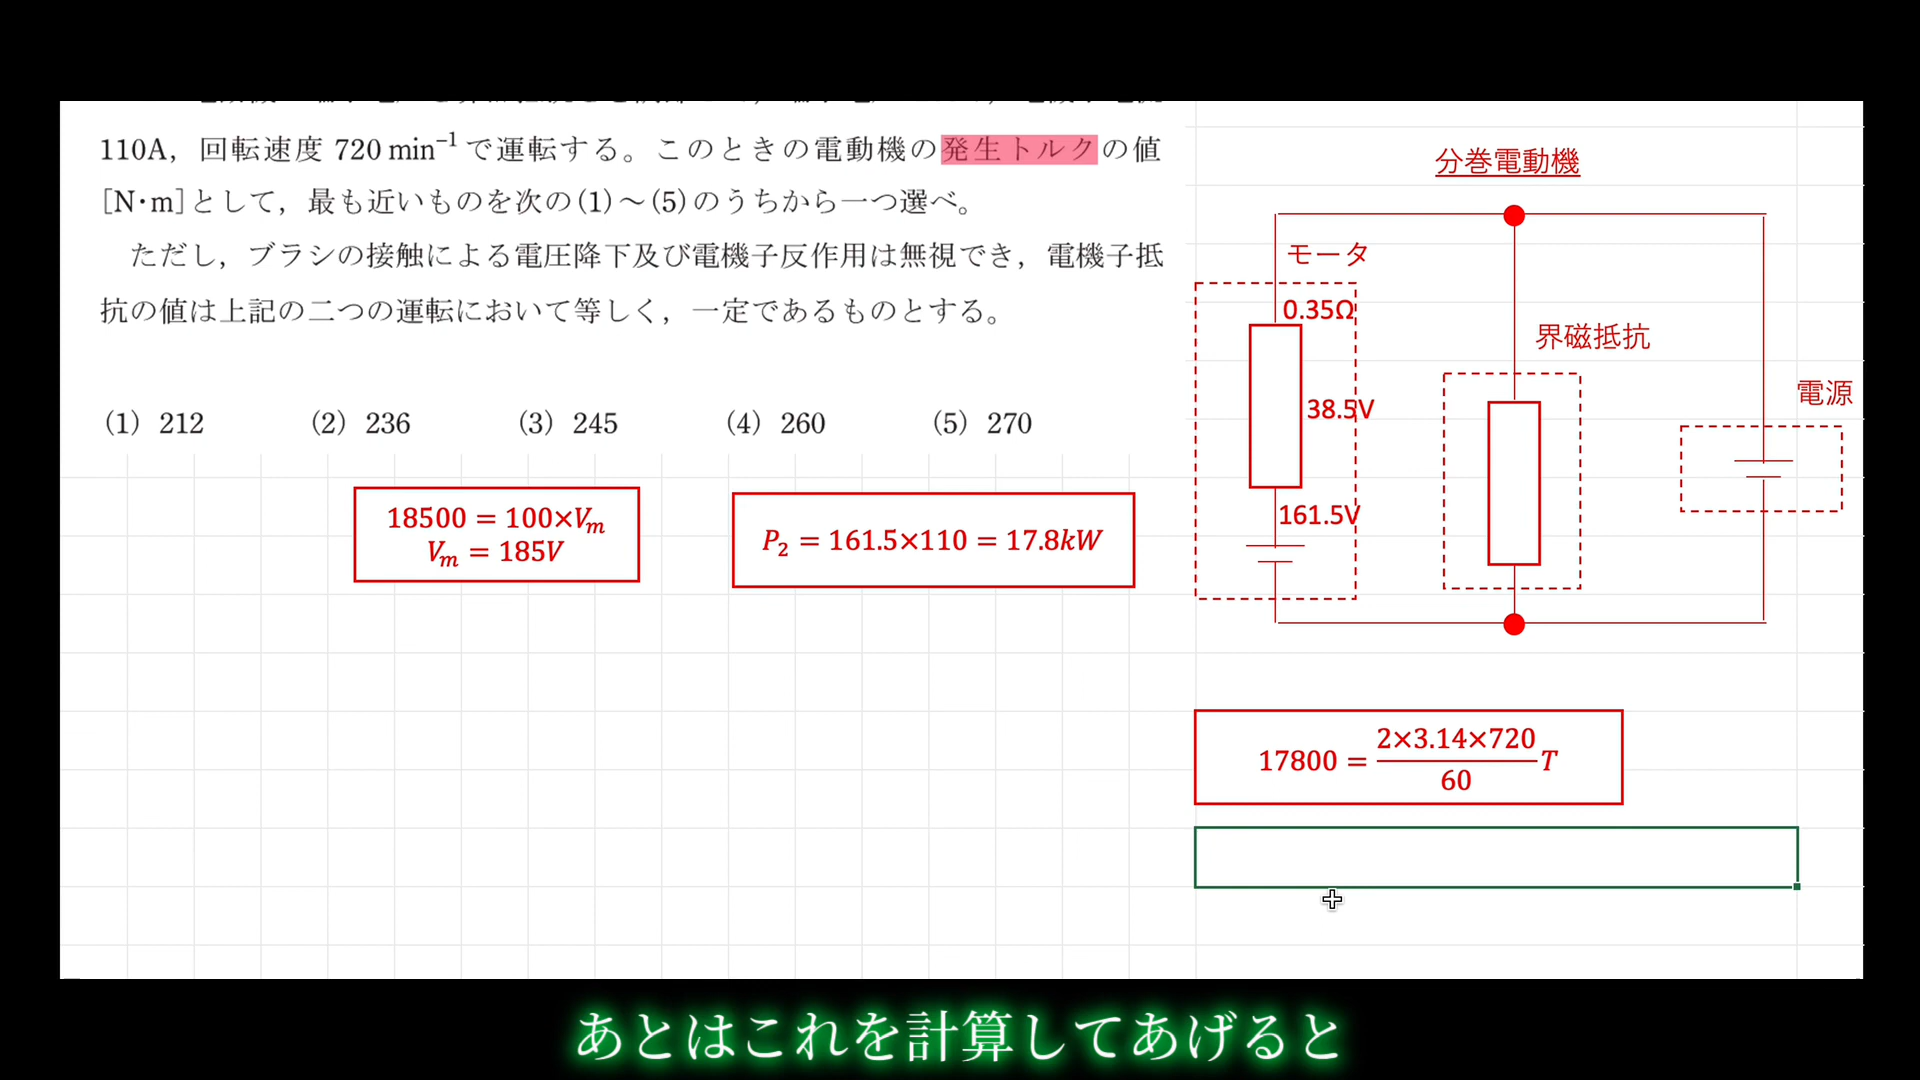 110A，回転速度 720 min⁻¹で運転する。このときの電動機の発生トルクの値
[N･m]として，最も近いものを次の(1)～(5)のうちから一つ選べ。
ただし，ブラシの接触による電圧降下及び電機子反作用は無視でき，電機子抵
抗の値は上記の二つの運転において等しく，一定であるものとする。
(1) 212 (2) 236 (3) 245 (4) 260 (5) 270
18500 = 100×Vₘ
Vₘ = 185V
P₂ = 161.5×110 = 17.8kW
分巻電動機
モータ
0.35Ω
界磁抵抗
電源
38.5V
161.5V
17800 = 2×3.14×720/60 T
あとはこれを計算してあげると